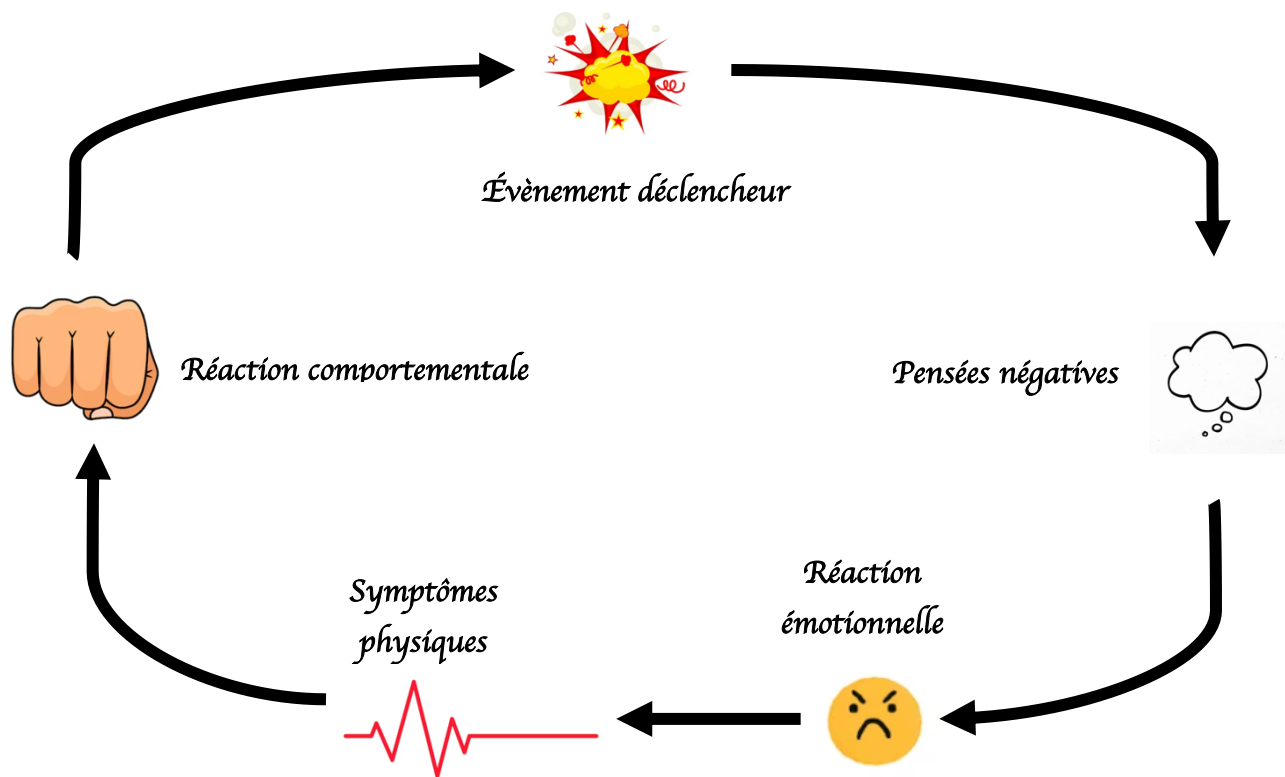 Évènement déclencheur
Réaction comportementale
Pensées négatives
Réaction
émotionnelle
Symptômes
physiques